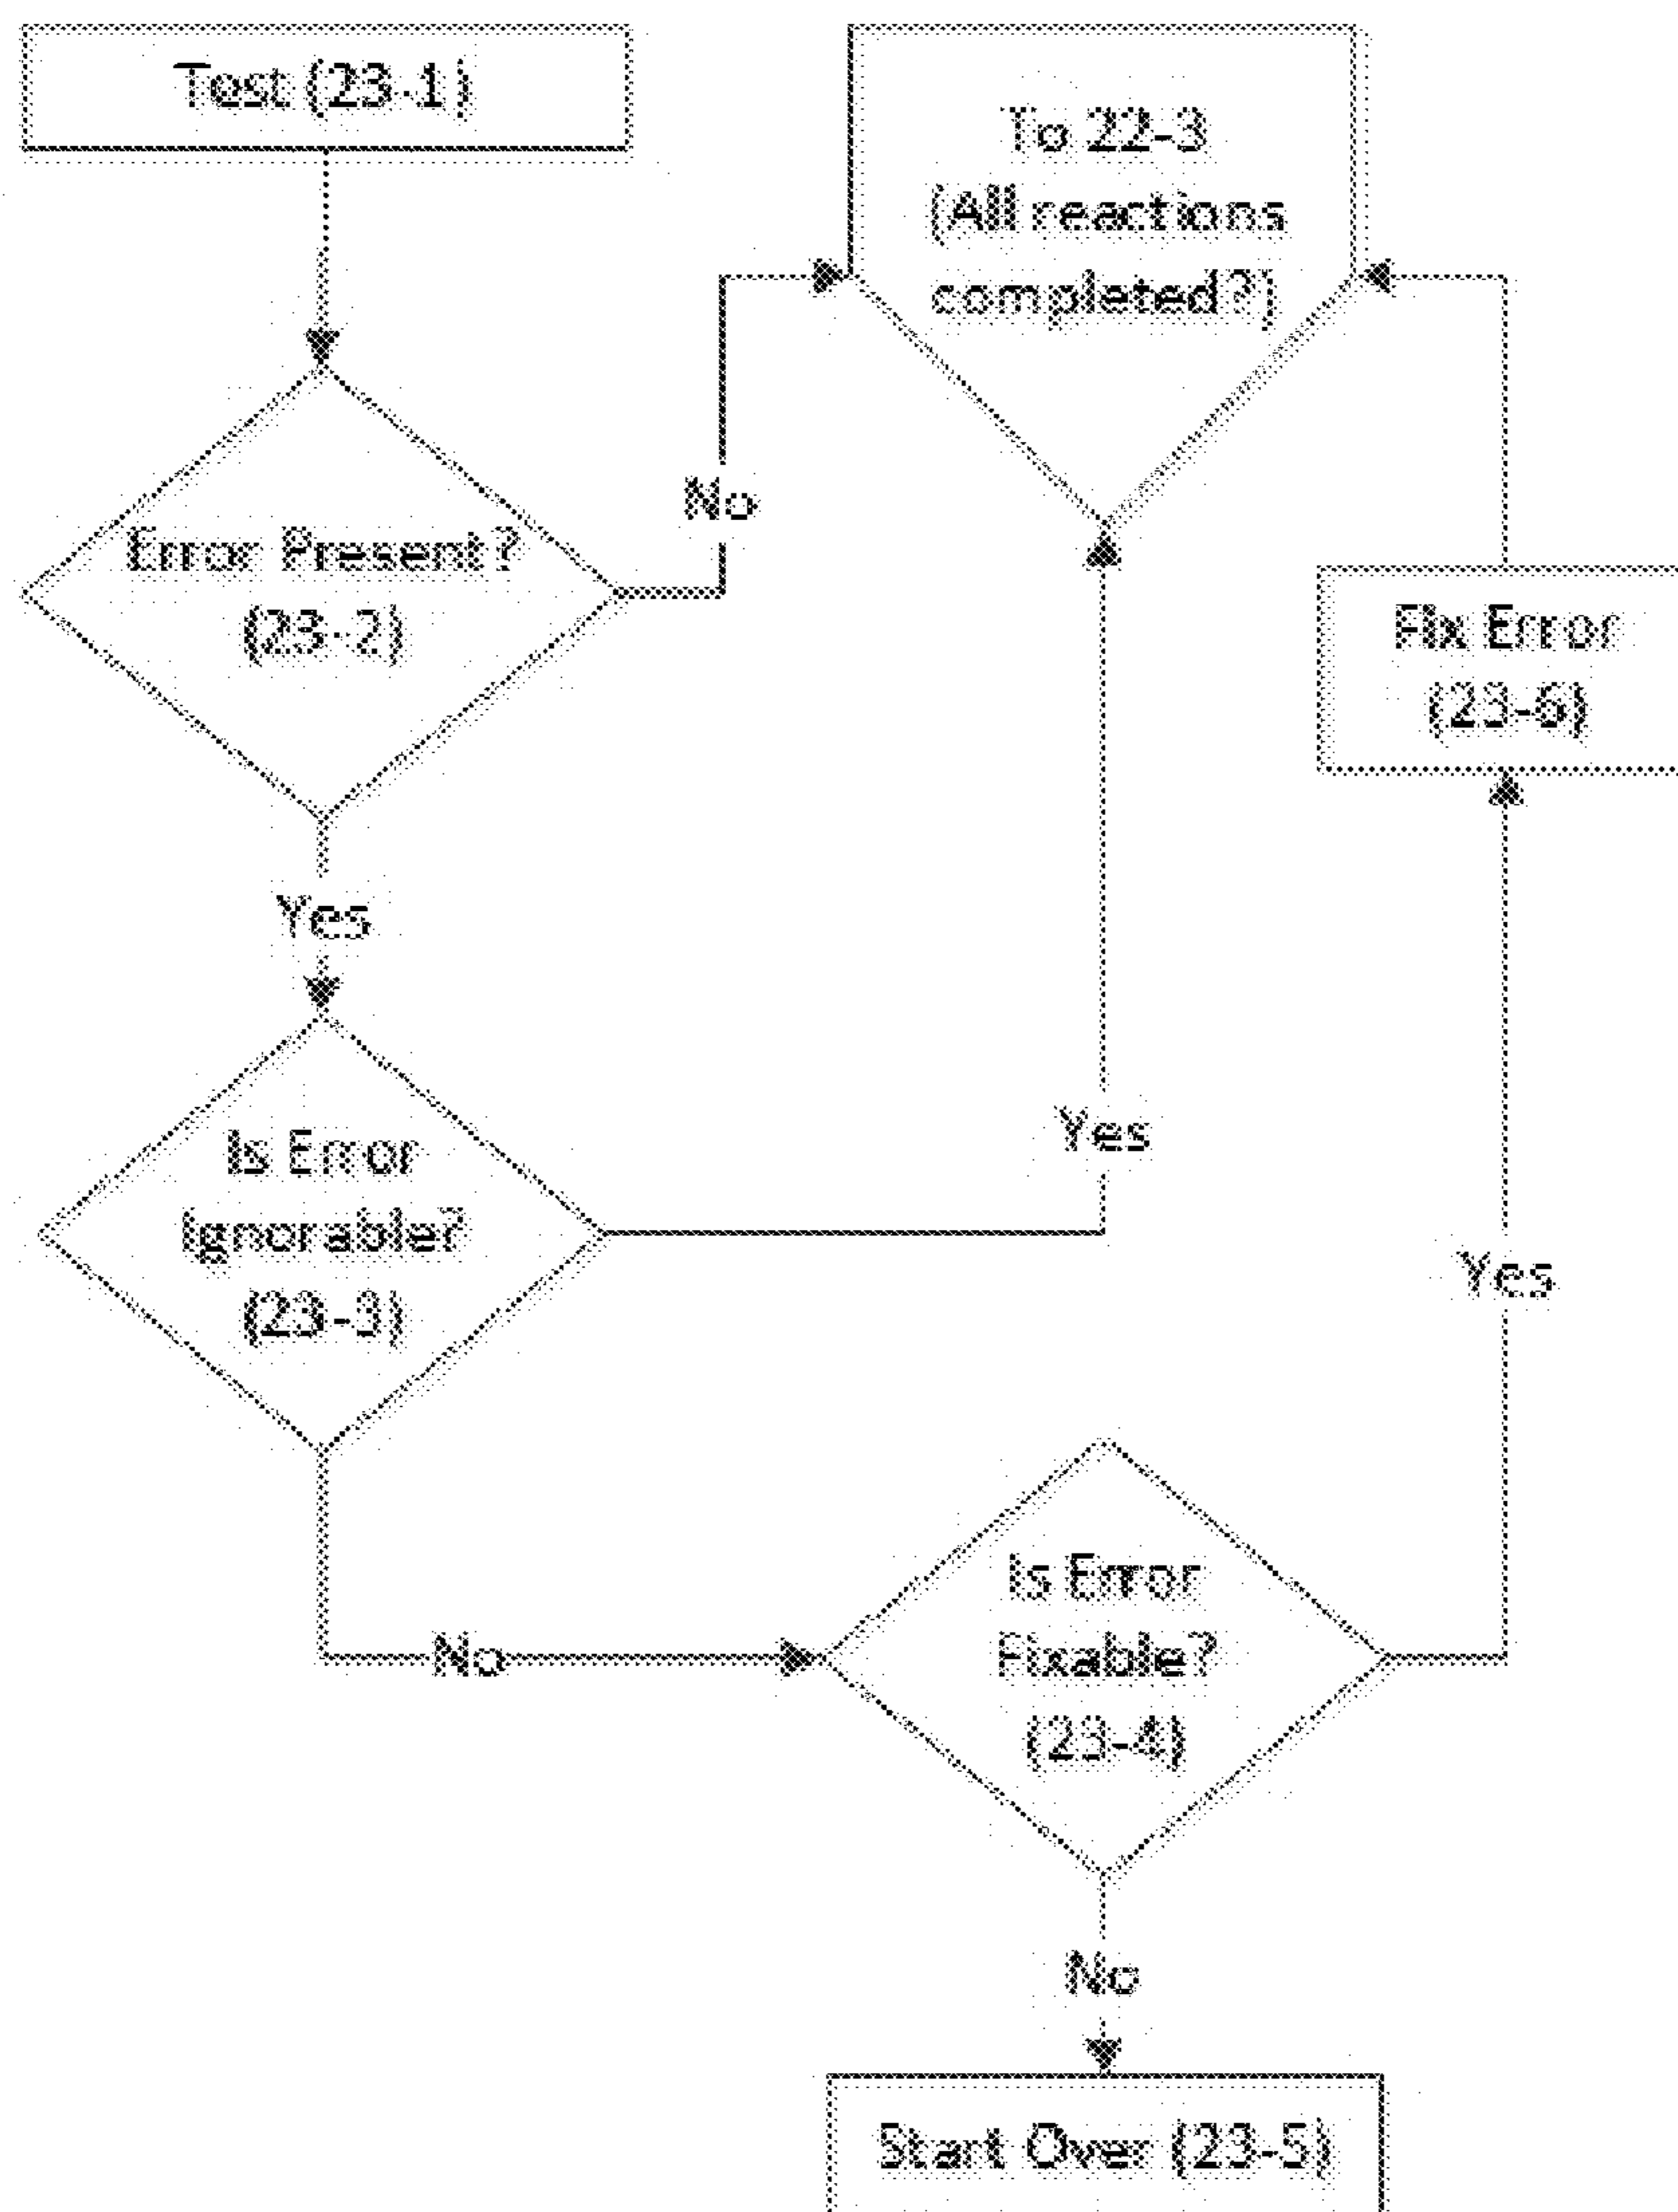 Test (23-1)
To 22-3
(All reactions
completed?)
No
Error Present?
(23-2)
Fix Error
(23-6)
Yes
Is Error
Ignorable?
(23-3)
Yes
Yes
Is Error
Fixable?
(23-4)
No
No
Start Over (23-5)